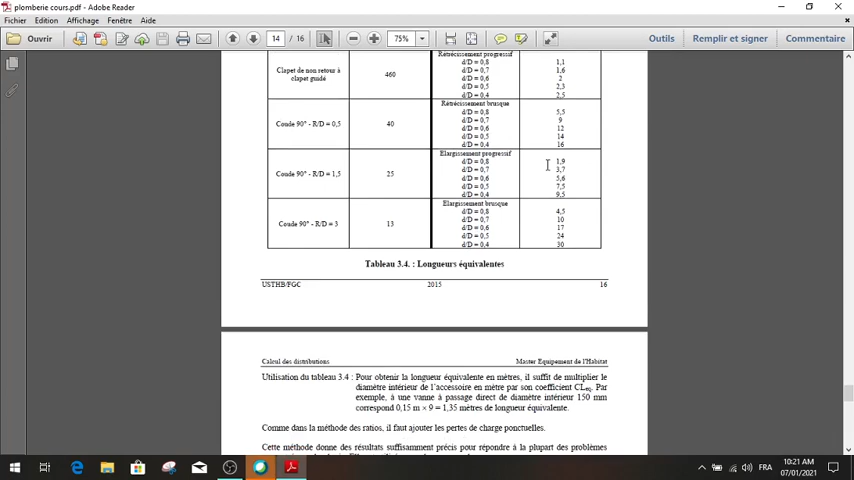 plomberie cours.pdf - Adobe Reader
Fichier Edition Affichage Fenêtre Aide
Ouvrir 14 / 16 75% Outils Remplir et signer Commentaire
Clapet de non retour à
clapet guidé
460
Rétrécissement progressif
d/D = 0,8 1,1
d/D = 0,7 1,6
d/D = 0,6 2
d/D = 0,5 2,3
d/D = 0,4 2,5
Coude 90° - R/D = 0,5 40
Rétrécissement brusque
d/D = 0,8 5,5
d/D = 0,7 9
d/D = 0,6 12
d/D = 0,5 14
d/D = 0,4 16
Coude 90° - R/D = 1,5 25
Elargissement progressif
d/D = 0,8 1,9
d/D = 0,7 3,7
d/D = 0,6 5,6
d/D = 0,5 7,5
d/D = 0,4 9,5
Coude 90° - R/D = 3 13
Elargissement brusque
d/D = 0,8 4,5
d/D = 0,7 10
d/D = 0,6 17
d/D = 0,5 24
d/D = 0,4 30
Tableau 3.4. : Longueurs équivalentes
USTHB/FGC 2015 16
Calcul des distributions Master Equipement de l'Habitat
Utilisation du tableau 3.4 : Pour obtenir la longueur équivalente en mètres, il suffit de multiplier le
diamètre intérieur de l'accessoire en mètre par son coefficient CLeq. Par
exemple, à une vanne à passage direct de diamètre intérieur 150 mm
correspond 0,15 m × 9 = 1,35 mètres de longueur équivalente.
Comme dans la méthode des ratios, il faut ajouter les pertes de charge ponctuelles.
Cette méthode donne des résultats suffisamment précis pour répondre à la plupart des problèmes
FRA
10:21 AM
07/01/2021